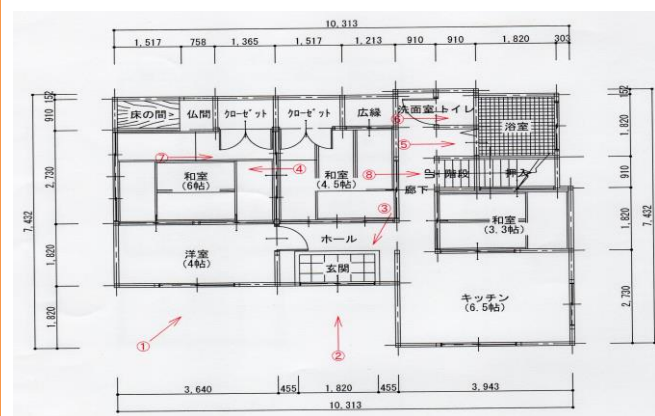 10,313
1,517 758 1,365 1,517 1,213 910 910 1,820 303
152 910 2,730 1,820 1,820
7,432
152 1,820 910 1,820 2,730
7,432
床の間 仏間 クローゼット クローゼット 広縁 洗面室 トイレ 浴室
⑥
⑤
⑦
④
⑧
③
和室
(6帖)
和室
(4.5帖)
階段 押入
廊下
和室
(3.3帖)
ホール
玄関
洋室
(4帖)
キッチン
(6.5帖)
①
②
3,640 455 1,820 455 3,943
10,313